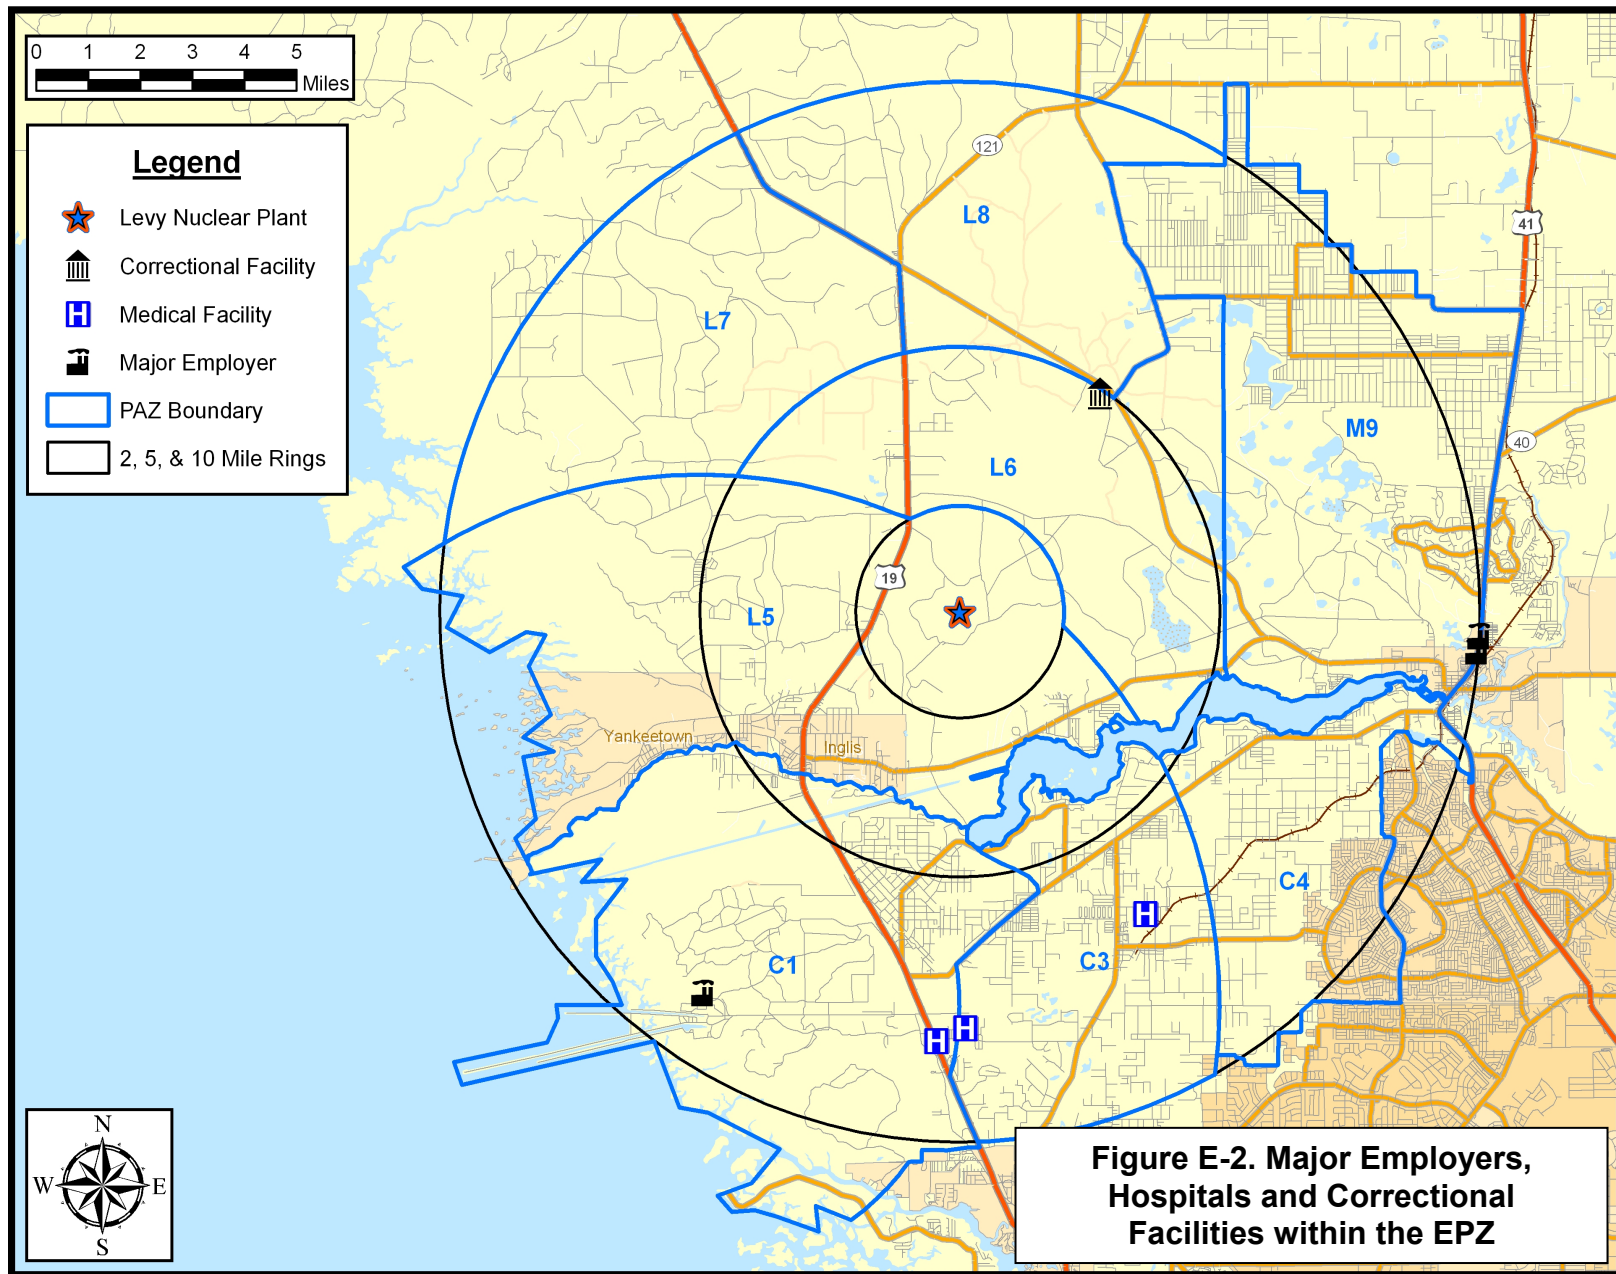 0 1 2 3 4 5
Miles
Legend
Levy Nuclear Plant
Correctional Facility
Medical Facility
Major Employer
PAZ Boundary
2, 5, & 10 Mile Rings
121
L8
41
L7
M9
40
L6
19
L5
Yankeetown
Inglis
C4
C1
C3
H
H
H
H
N
W E
S
Figure E-2. Major Employers,
Hospitals and Correctional
Facilities within the EPZ